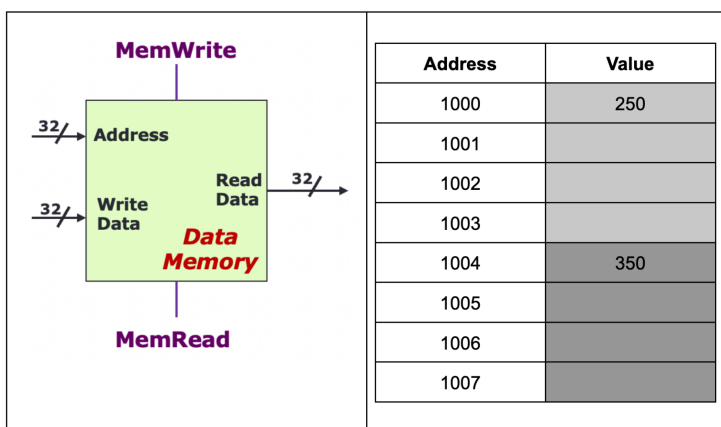 MemWrite
32
Address
32
Write
Data
Read
Data
32
Data
Memory
MemRead
Address Value
1000 250
1001
1002
1003
1004 350
1005
1006
1007